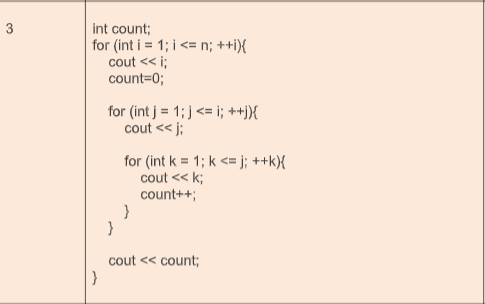 3
int count;
for (int i = 1; i <= n; ++i){
cout << i;
count=0;
for (int j = 1; j <= i; ++j){
cout << j;
for (int k = 1; k <= j; ++k){
cout << k;
count++;
}
}
cout << count;
}